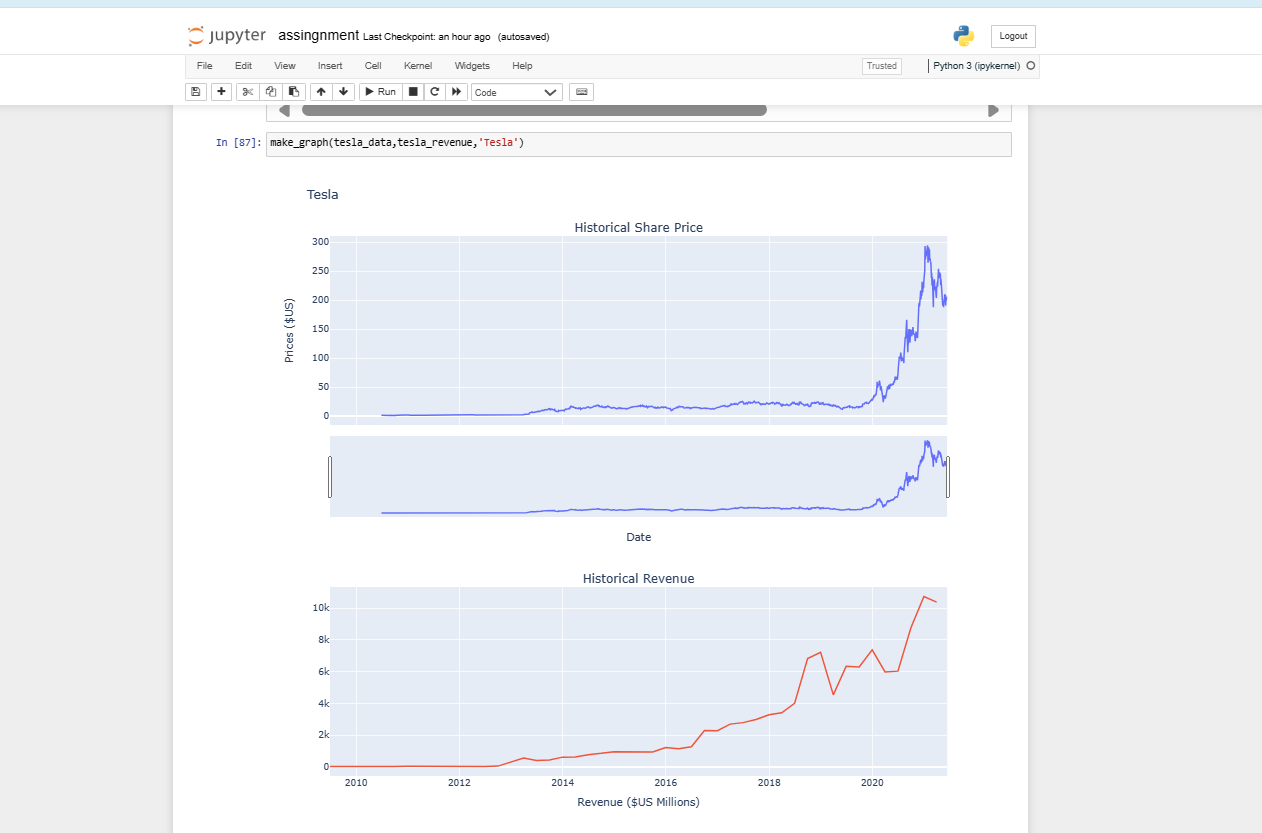 jupyter assingnment Last Checkpoint: an hour ago (autosaved) Logout
File Edit View Insert Cell Kernel Widgets Help Trusted Python 3 (ipykernel)
Run Code
In [87]: make_graph(tesla_data,tesla_revenue,'Tesla')
Tesla
Historical Share Price
300
250
200
150
100
50
0
Prices ($US)
Date
Historical Revenue
10k
8k
6k
4k
2k
0
2010 2012 2014 2016 2018 2020
Revenue ($US Millions)